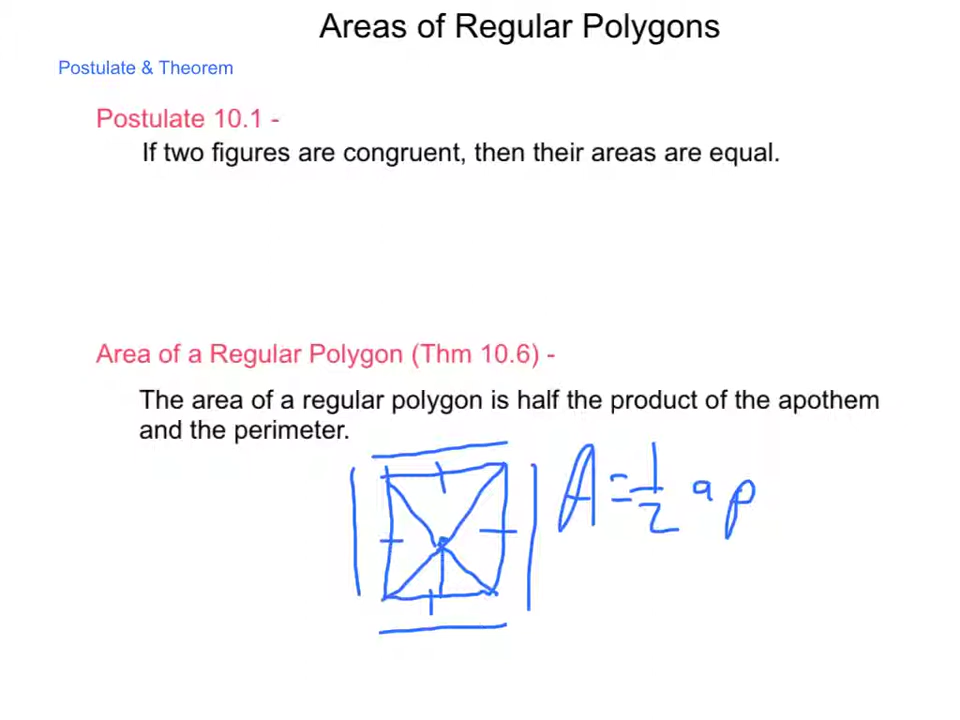 Areas of Regular Polygons
Postulate & Theorem
Postulate 10.1 -
If two figures are congruent, then their areas are equal.
Area of a Regular Polygon (Thm 10.6) -
The area of a regular polygon is half the product of the apothem
and the perimeter.
A = 1/2 a p